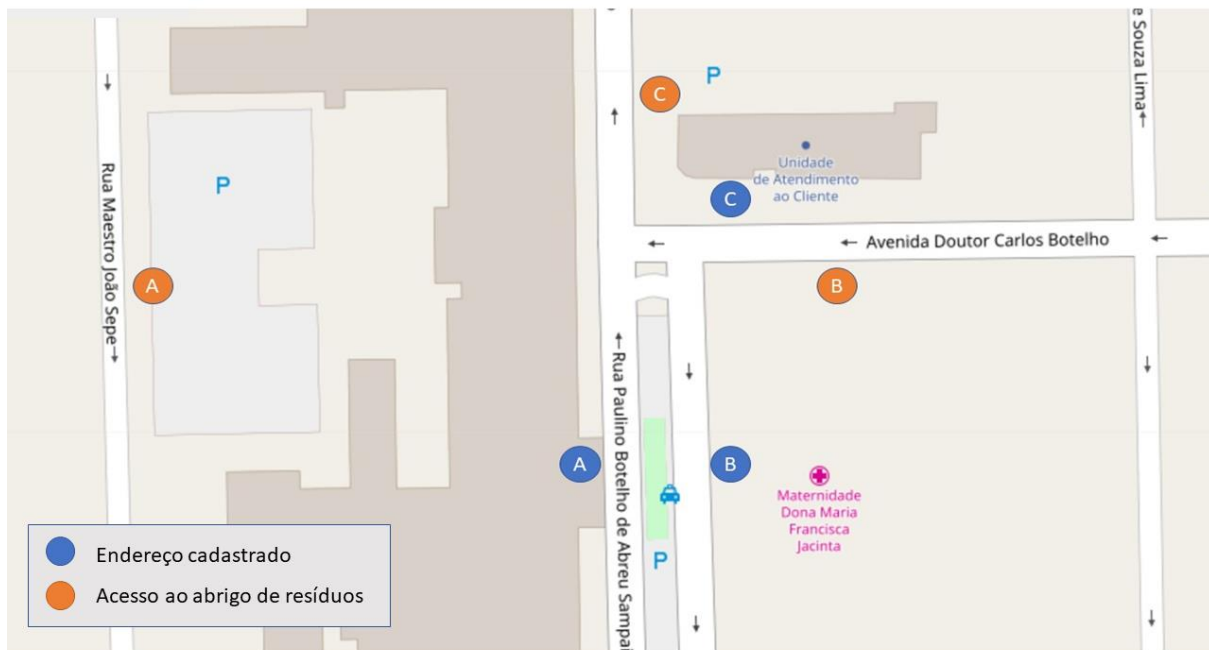 e Souza Lima
P
C
Unidade
de Atendimento
ao Cliente
C
Rua Maestro João Sepe
P
Avenida Doutor Carlos Botelho
A
B
Rua Paulino Botelho de Abreu Sampai
A
B
Maternidade
Dona Maria
Francisca
Jacinta
P
Endereço cadastrado
Acesso ao abrigo de resíduos